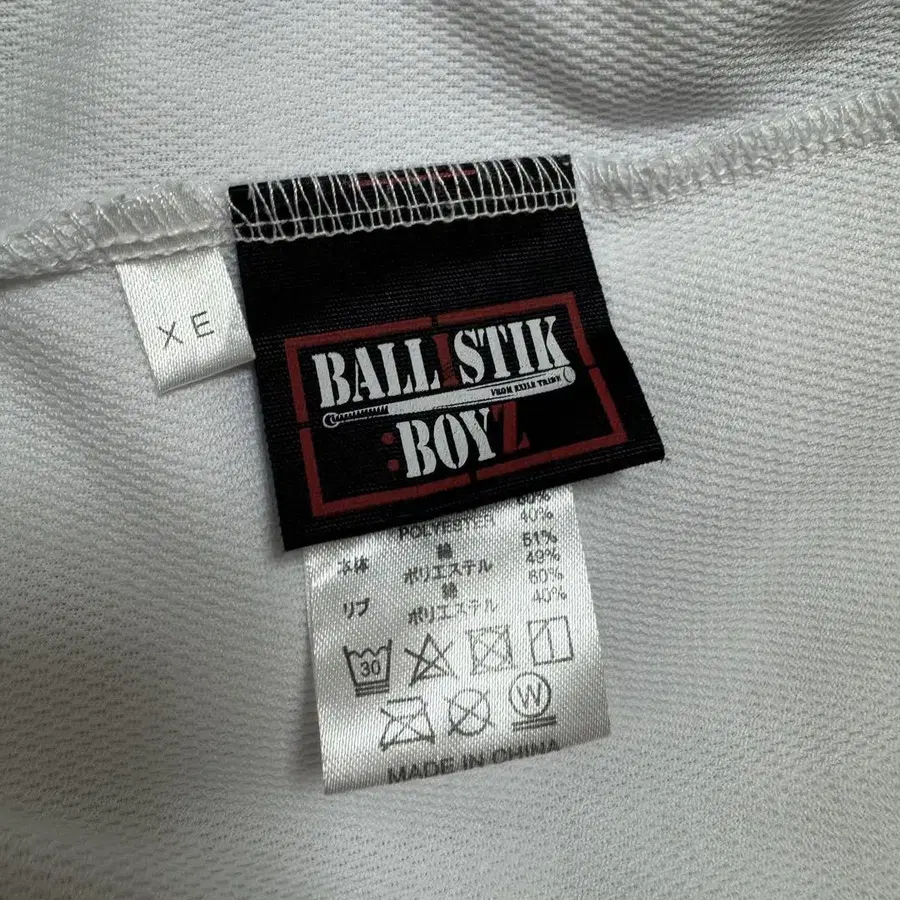 XE
BALLISTIK
FROM EXILE TRIBE
BOYZ
POLYESTER 40%
綿 51%
本体 ポリエステル 49%
綿 60%
リブ ポリエステル 40%
30
W
MADE IN CHINA